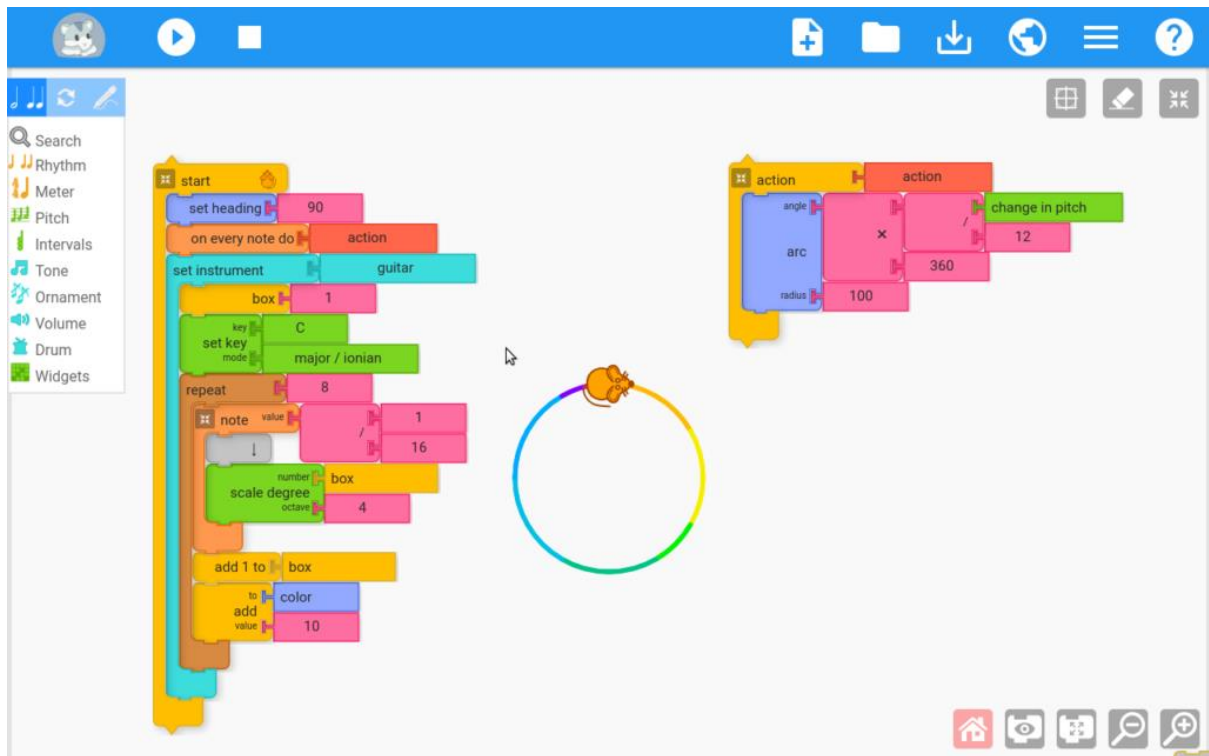 ?
Search
Rhythm
Meter
Pitch
Intervals
Tone
Ornament
Volume
Drum
Widgets
start
set heading 90
on every note do action
set instrument guitar
box 1
key C
set key
mode major / ionian
repeat 8
note value 1
/
16
↓
number box
scale degree
octave 4
add 1 to box
to color
add
value 10
action action
angle change in pitch
/
× 12
arc
360
radius 100